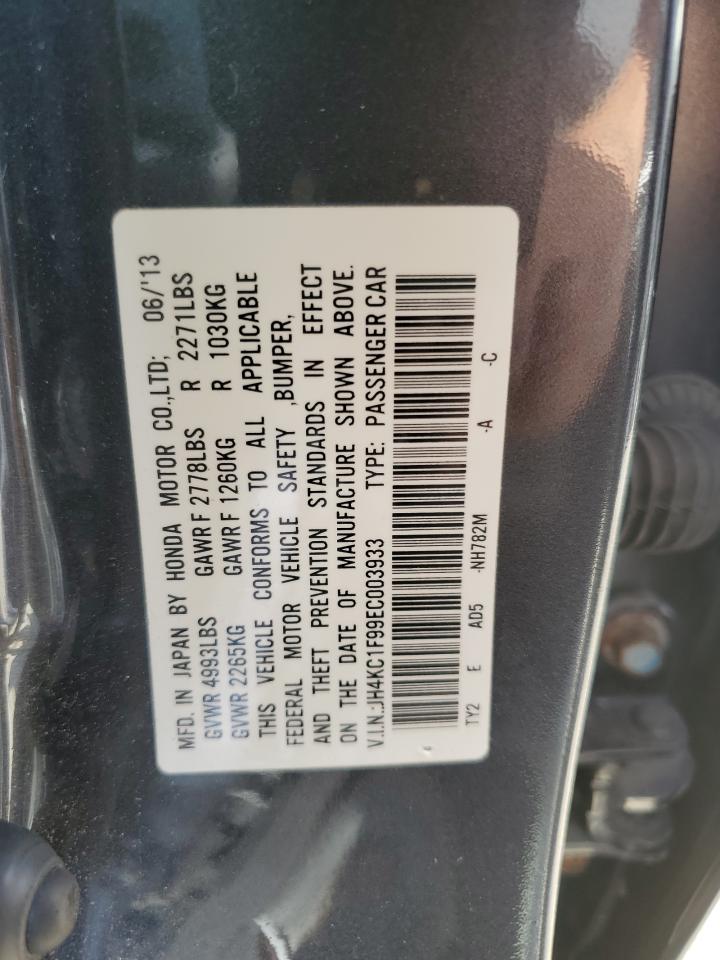 MFD. IN JAPAN BY HONDA MOTOR CO.,LTD; 06/'13
GVWR 4993LBS GAWR F 2778LBS R 2271LBS
GVWR 2265KG GAWR F 1260KG R 1030KG
THIS VEHICLE CONFORMS TO ALL APPLICABLE
FEDERAL MOTOR VEHICLE SAFETY ,BUMPER,
AND THEFT PREVENTION STANDARDS IN EFFECT
ON THE DATE OF MANUFACTURE SHOWN ABOVE.
V.I.N.:JH4KC1F99EC003933 TYPE: PASSENGER CAR
TY2 E AD5 -NH782M -A -C